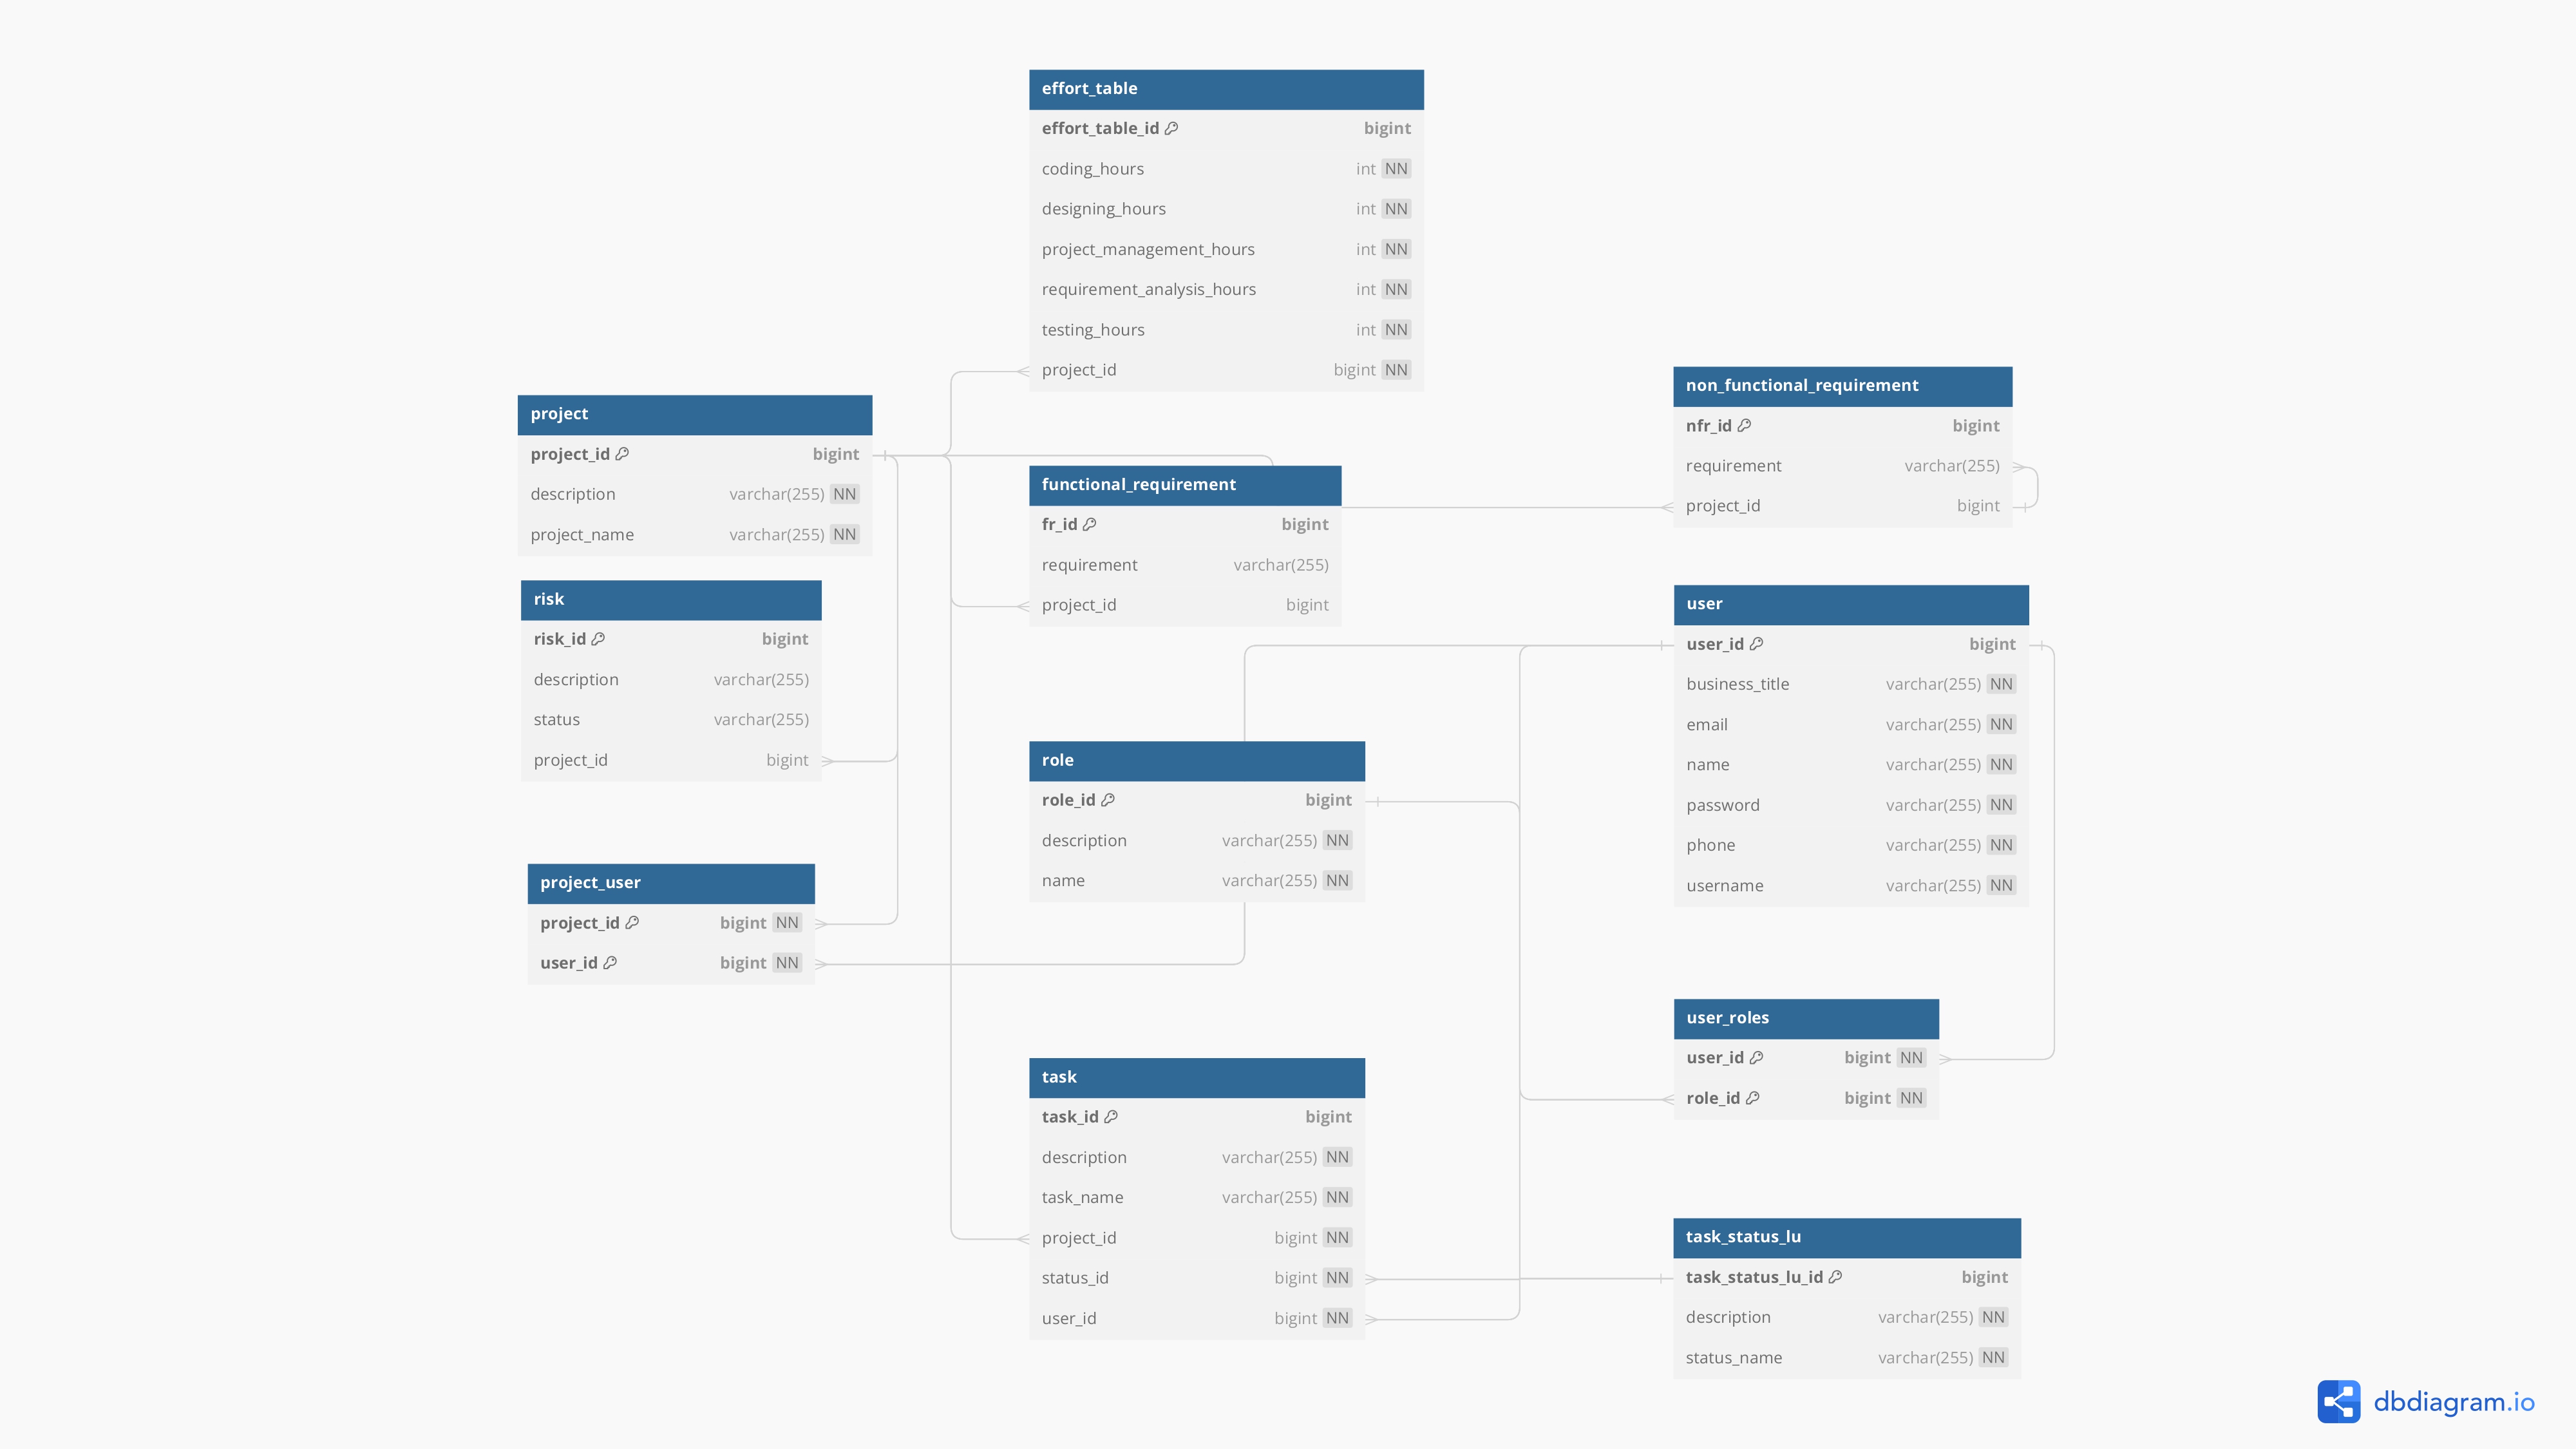 effort_table
effort_table_id bigint
coding_hours int NN
designing_hours int NN
project_management_hours int NN
requirement_analysis_hours int NN
testing_hours int NN
project_id bigint NN
project
project_id bigint
description varchar(255) NN
project_name varchar(255) NN
functional_requirement
fr_id bigint
requirement varchar(255)
project_id bigint
non_functional_requirement
nfr_id bigint
requirement varchar(255)
project_id bigint
risk
risk_id bigint
description varchar(255)
status varchar(255)
project_id bigint
user
user_id bigint
business_title varchar(255) NN
email varchar(255) NN
name varchar(255) NN
password varchar(255) NN
phone varchar(255) NN
username varchar(255) NN
role
role_id bigint
description varchar(255) NN
name varchar(255) NN
project_user
project_id bigint NN
user_id bigint NN
user_roles
user_id bigint NN
role_id bigint NN
task
task_id bigint
description varchar(255) NN
task_name varchar(255) NN
project_id bigint NN
status_id bigint NN
user_id bigint NN
task_status_lu
task_status_lu_id bigint
description varchar(255) NN
status_name varchar(255) NN
dbdiagram.io